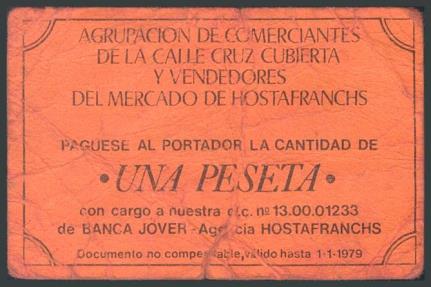 AGRUPACION DE COMERCIANTES
DE LA CALLE CRUZ CUBIERTA
Y VENDEDORES
DEL MERCADO DE HOSTAFRANCHS
PAGUESE AL PORTADOR LA CANTIDAD DE
•UNA PESETA•
con cargo a nuestra c/c. nº 13.00.01233
de BANCA JOVER - Agencia HOSTAFRANCHS
Documento no compensable, válido hasta 1-1-1979